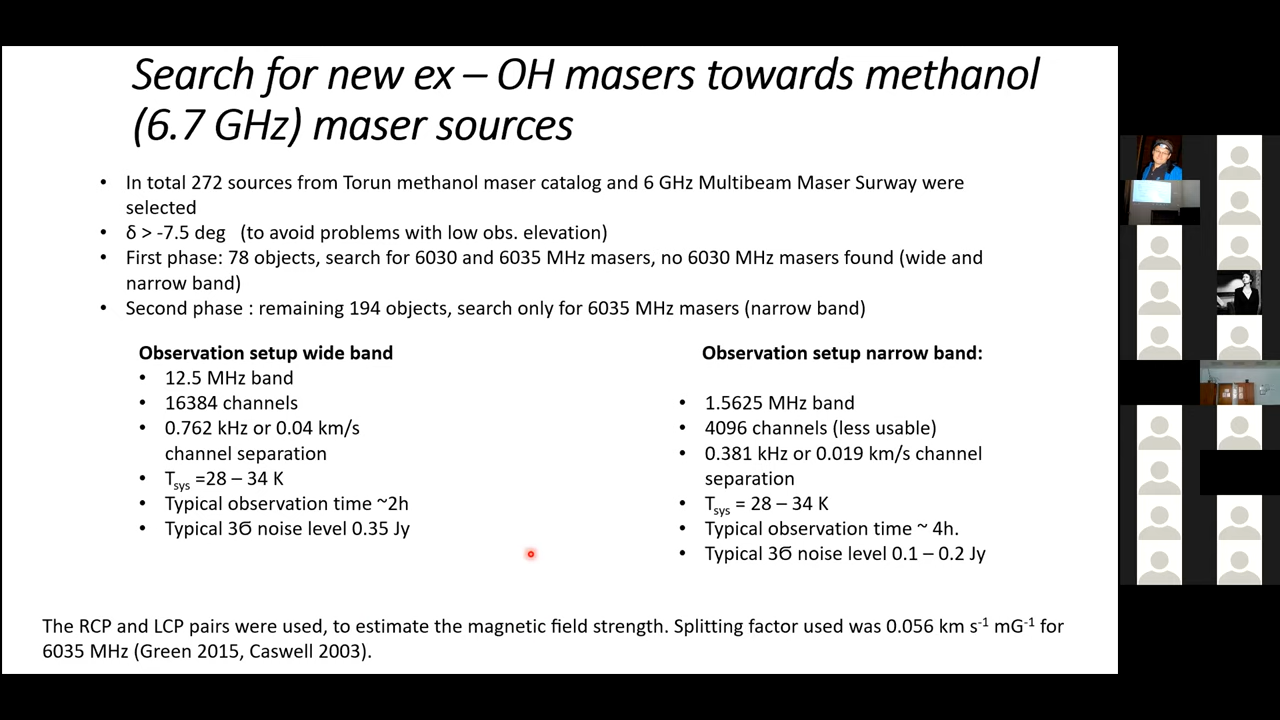 Search for new ex – OH masers towards methanol
(6.7 GHz) maser sources
• In total 272 sources from Torun methanol maser catalog and 6 GHz Multibeam Maser Surway were
selected
• δ > -7.5 deg (to avoid problems with low obs. elevation)
• First phase: 78 objects, search for 6030 and 6035 MHz masers, no 6030 MHz masers found (wide and
narrow band)
• Second phase : remaining 194 objects, search only for 6035 MHz masers (narrow band)
Observation setup wide band
• 12.5 MHz band
• 16384 channels
• 0.762 kHz or 0.04 km/s
channel separation
• Tsys =28 – 34 K
• Typical observation time ~2h
• Typical 3Ϭ noise level 0.35 Jy
Observation setup narrow band:
• 1.5625 MHz band
• 4096 channels (less usable)
• 0.381 kHz or 0.019 km/s channel
separation
• Tsys = 28 – 34 K
• Typical observation time ~ 4h.
• Typical 3Ϭ noise level 0.1 – 0.2 Jy
The RCP and LCP pairs were used, to estimate the magnetic field strength. Splitting factor used was 0.056 km s⁻¹ mG⁻¹ for
6035 MHz (Green 2015, Caswell 2003).